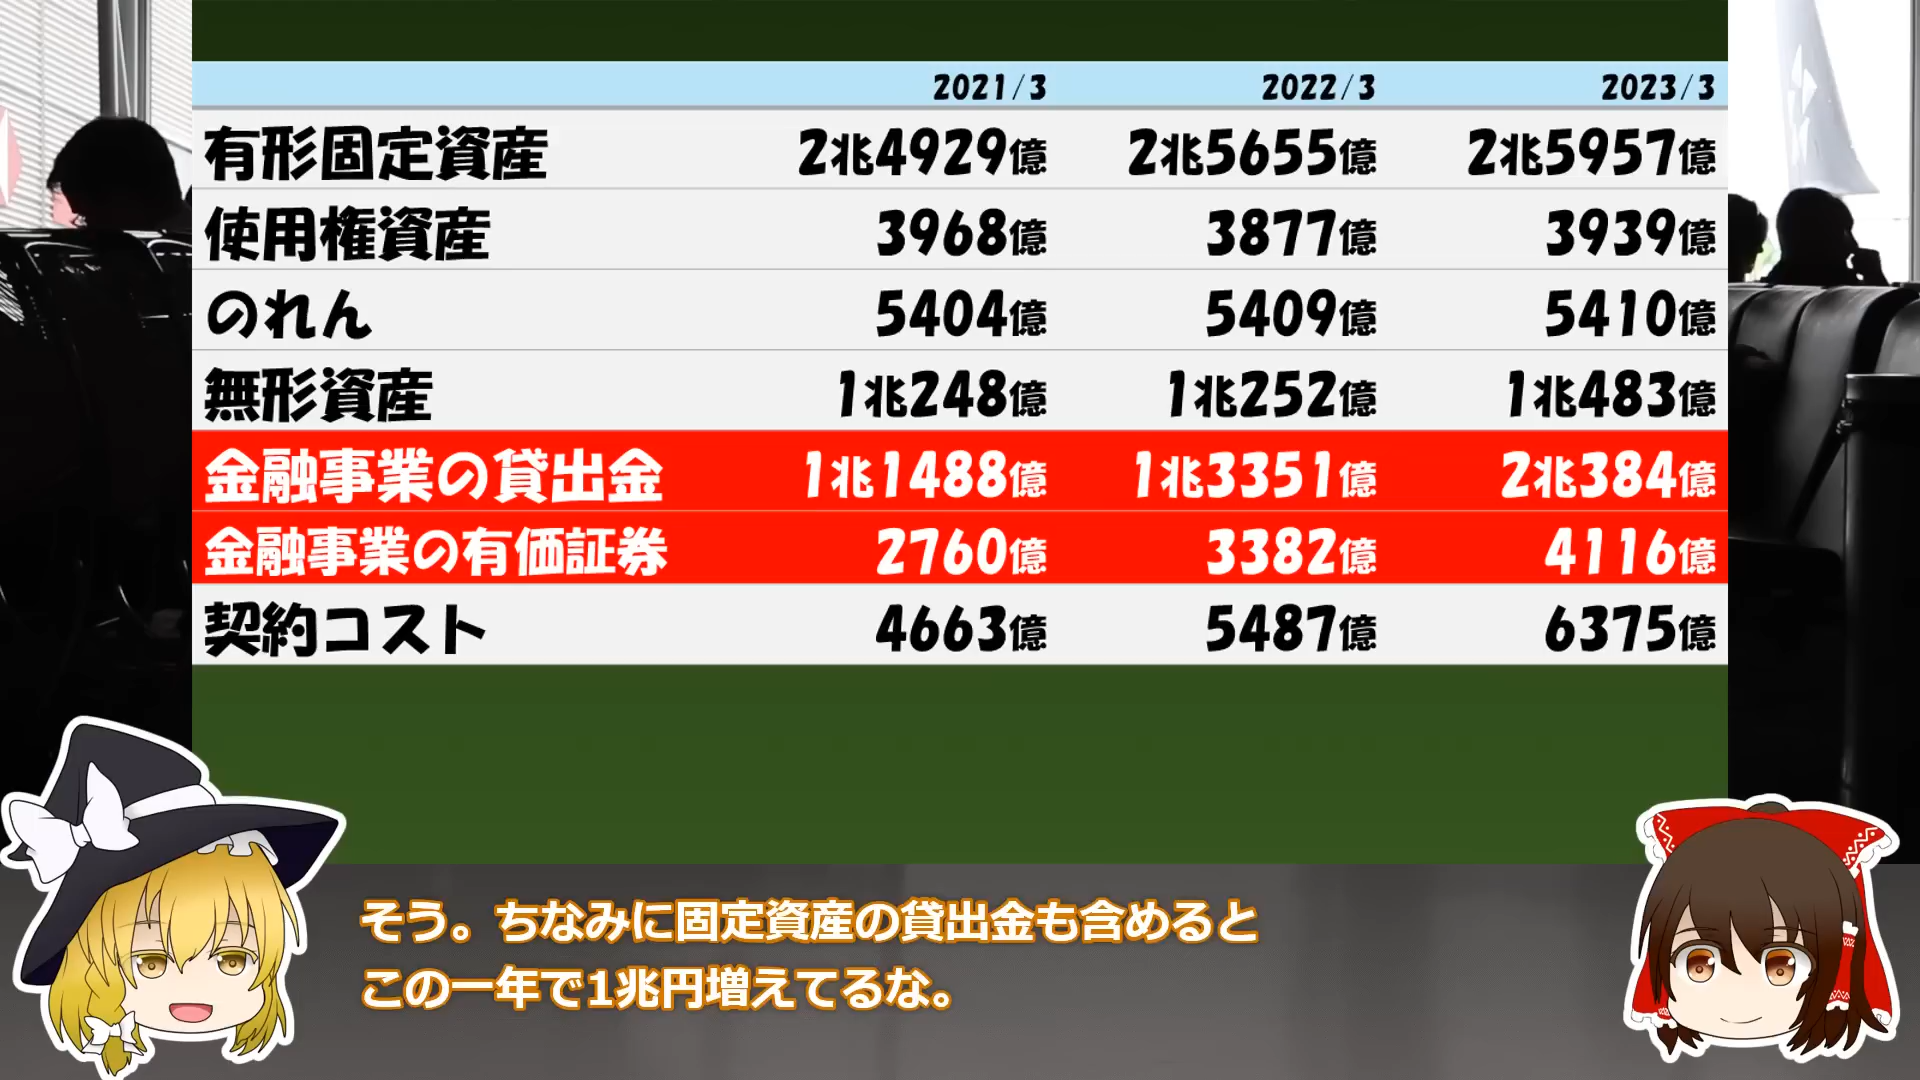 2021/3 2022/3 2023/3
有形固定資産 2兆4929億 2兆5655億 2兆5957億
使用権資産 3968億 3877億 3939億
のれん 5404億 5409億 5410億
無形資産 1兆248億 1兆252億 1兆483億
金融事業の貸出金 1兆1488億 1兆3351億 2兆384億
金融事業の有価証券 2760億 3382億 4116億
契約コスト 4663億 5487億 6375億
そう。ちなみに固定資産の貸出金も含めると
この一年で1兆円増えてるな。